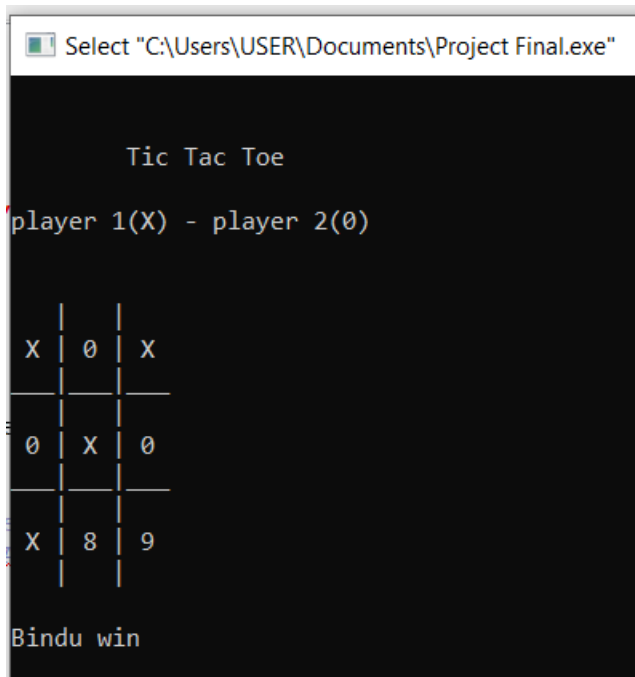 Select "C:\Users\USER\Documents\Project Final.exe"
Tic Tac Toe
player 1(X) - player 2(0)
X | 0 | X
0 | X | 0
X | 8 | 9
Bindu win